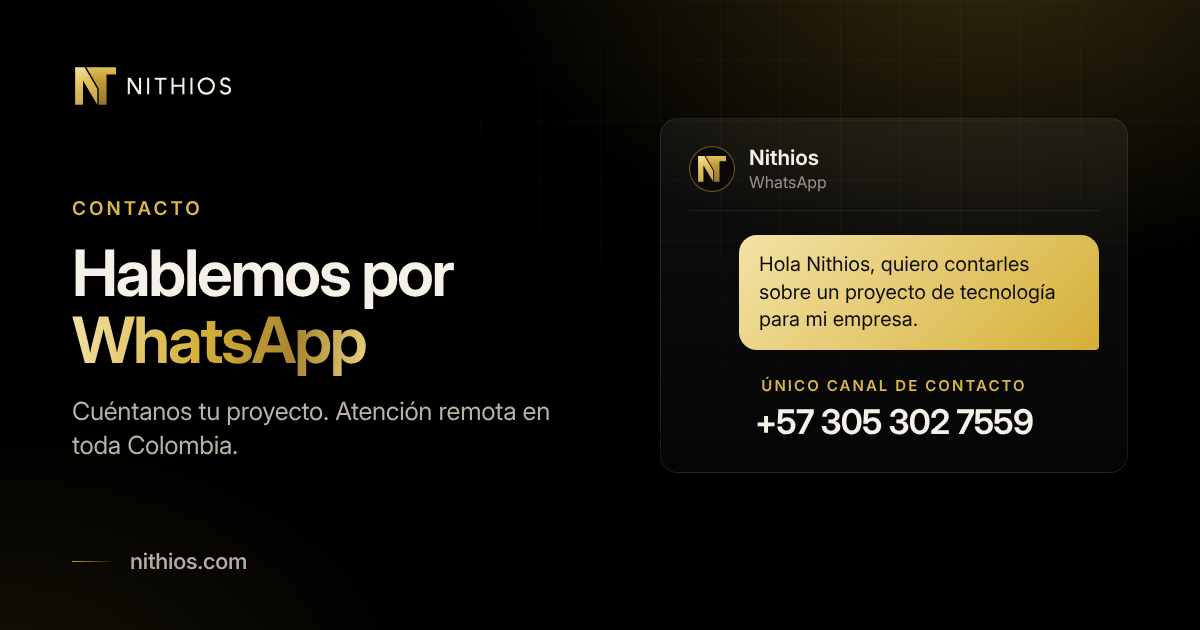 NITHIOS
CONTACTO
Hablemos por
WhatsApp
Cuéntanos tu proyecto. Atención remota en
toda Colombia.
nithios.com
Nithios
WhatsApp
Hola Nithios, quiero contarles
sobre un proyecto de tecnología
para mi empresa.
ÚNICO CANAL DE CONTACTO
+57 305 302 7559